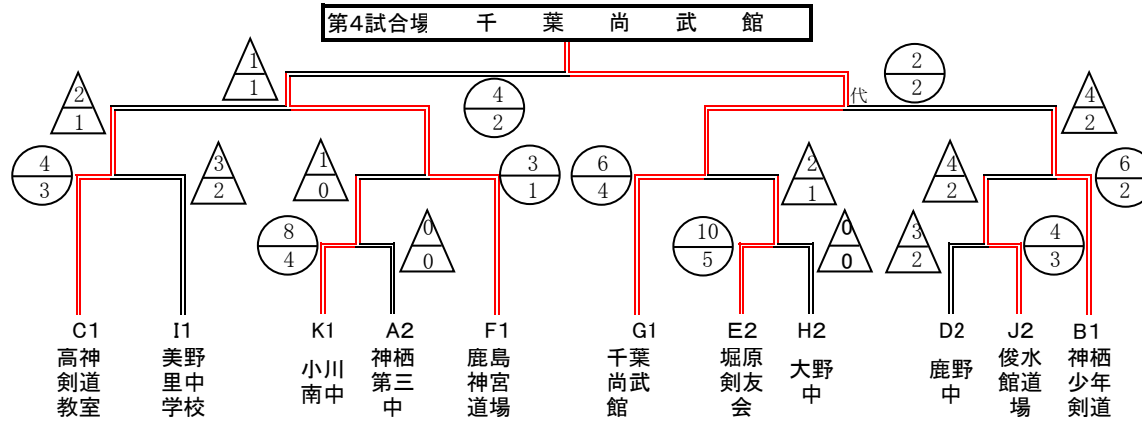 第4試合場 千葉尚武館
1
1
2
2
4
2
代
2
1
4
2
4
3
3
2
1
0
3
1
6
4
2
1
4
2
6
2
8
4
0
0
10
5
0
0
3
2
4
3
C1
高神
剣道
教室
I1
美野
里中
学校
K1
小川
南中
A2
神栖
第三
中
F1
鹿島
神宮
道場
G1
千葉
尚武
館
E2
堀原
剣友
会
H2
大野
中
D2
鹿野
中
J2
俊水
館道
場
B1
神栖
少年
剣道